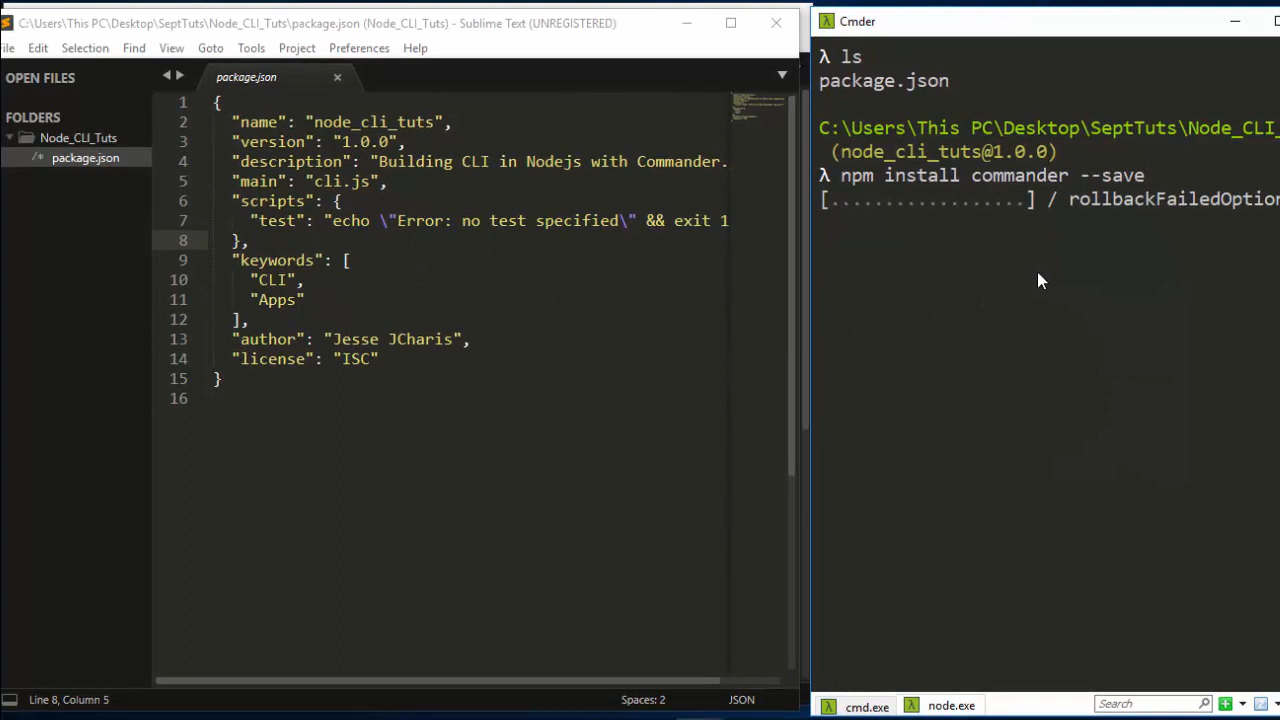 C:\Users\This PC\Desktop\SeptTuts\Node_CLI_Tuts\package.json (Node_CLI_Tuts) - Sublime Text (UNREGISTERED)
Edit Selection Find View Goto Tools Project Preferences Help
OPEN FILES
FOLDERS
Node_CLI_Tuts
/* package.json
package.json
1 {
2 "name": "node_cli_tuts",
3 "version": "1.0.0",
4 "description": "Building CLI in Nodejs with Commander.
5 "main": "cli.js",
6 "scripts": {
7 "test": "echo \"Error: no test specified\" && exit 1
8 },
9 "keywords": [
10 "CLI",
11 "Apps"
12 ],
13 "author": "Jesse JCharis",
14 "license": "ISC"
15 }
16
Line 8, Column 5
Spaces: 2
JSON
Cmder
λ ls
package.json
C:\Users\This PC\Desktop\SeptTuts\Node_CLI_
(node_cli_tuts@1.0.0)
λ npm install commander --save
[..................] / rollbackFailedOption
cmd.exe
node.exe
Search